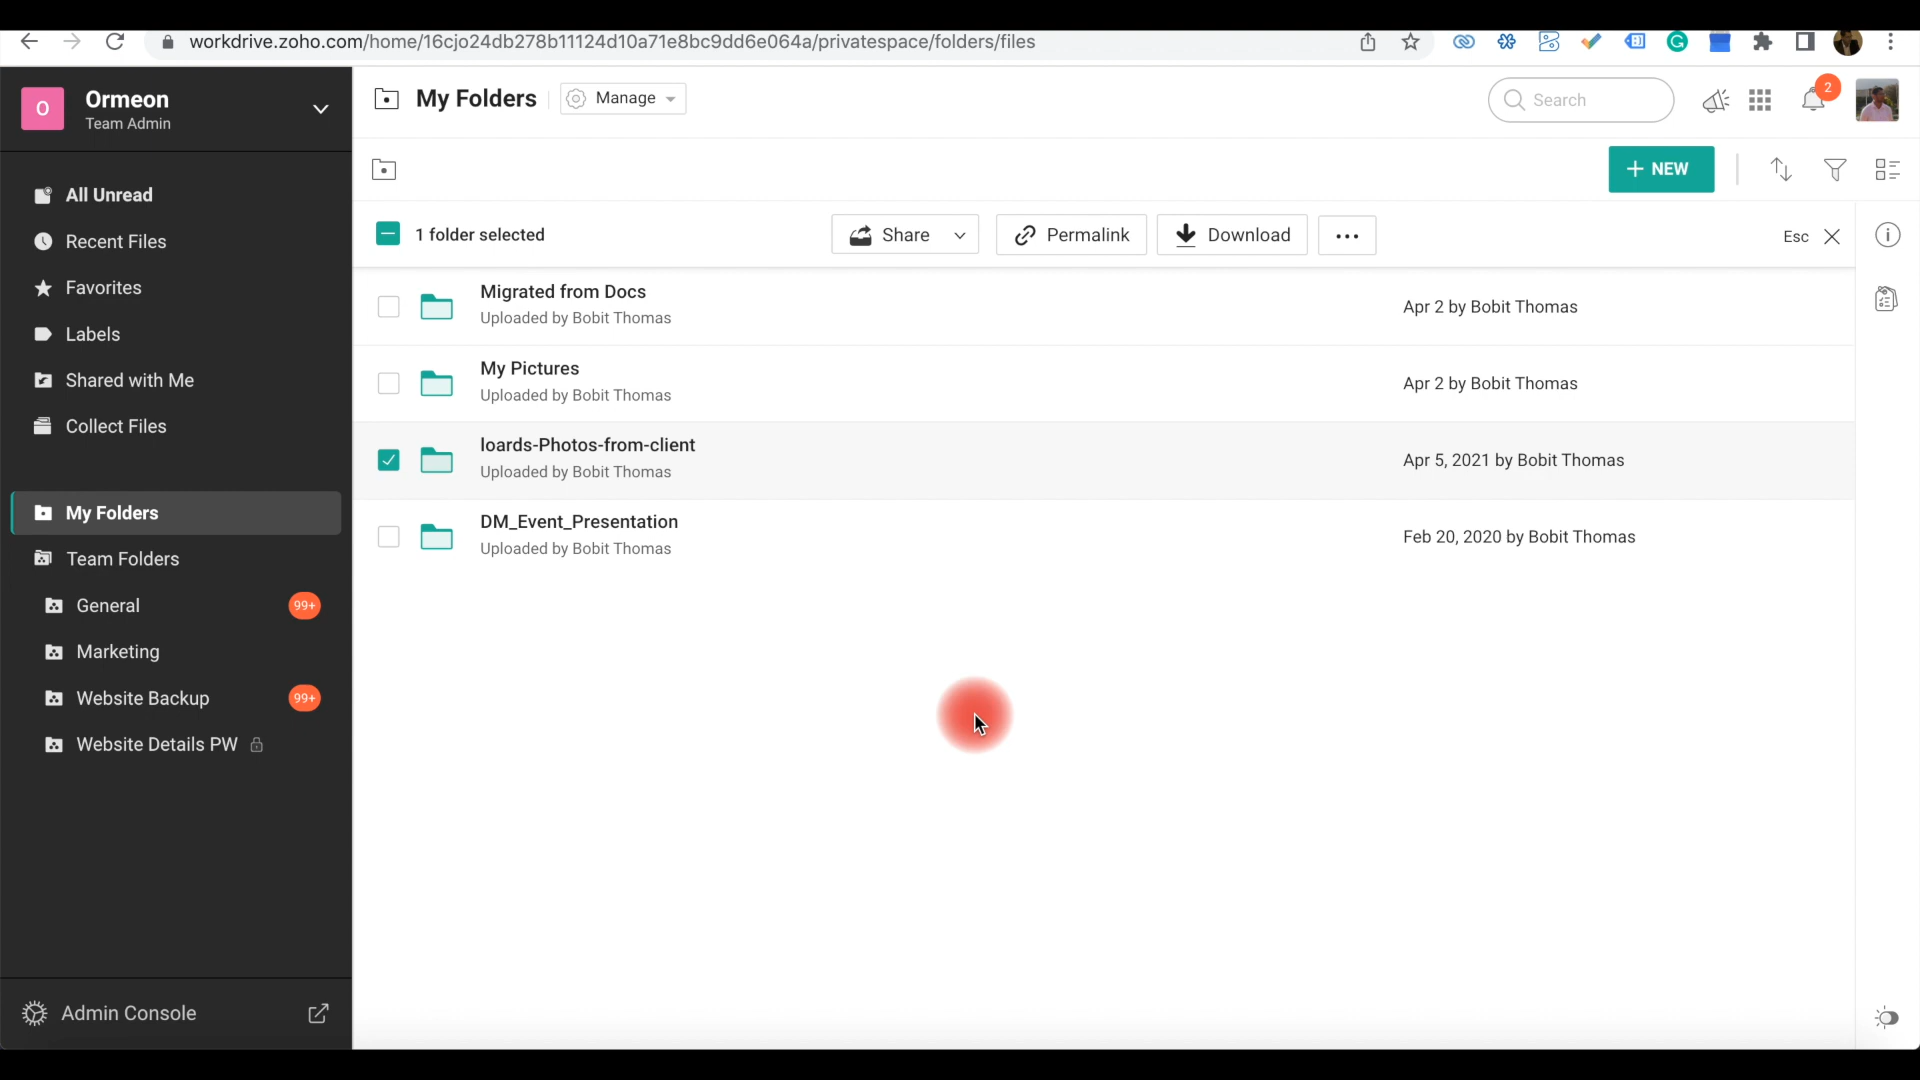 workdrive.zoho.com/home/16cjo24db278b11124d10a71e8bc9dd6e064a/privatespace/folders/files
O
Ormeon
Team Admin
My Folders
Manage
Search
2
All Unread
Recent Files
Favorites
Labels
Shared with Me
Collect Files
My Folders
Team Folders
General 99+
Marketing
Website Backup 99+
Website Details PW
Admin Console
+ NEW
1 folder selected
Share
Permalink
Download
...
Esc
Migrated from Docs
Uploaded by Bobit Thomas
Apr 2 by Bobit Thomas
My Pictures
Uploaded by Bobit Thomas
Apr 2 by Bobit Thomas
loards-Photos-from-client
Uploaded by Bobit Thomas
Apr 5, 2021 by Bobit Thomas
DM_Event_Presentation
Uploaded by Bobit Thomas
Feb 20, 2020 by Bobit Thomas